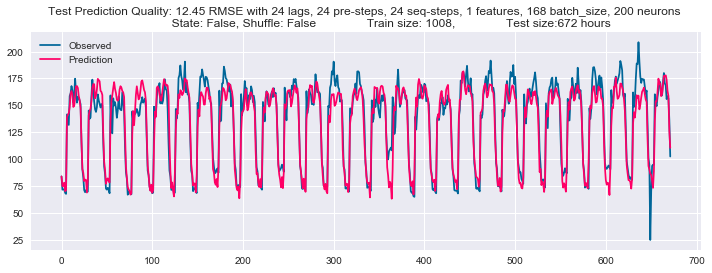 Test Prediction Quality: 12.45 RMSE with 24 lags, 24 pre-steps, 24 seq-steps, 1 features, 168 batch_size, 200 neurons
State: False, Shuffle: False Train size: 1008, Test size:672 hours
Observed
Prediction
200
175
150
125
100
75
50
25
0 100 200 300 400 500 600 700